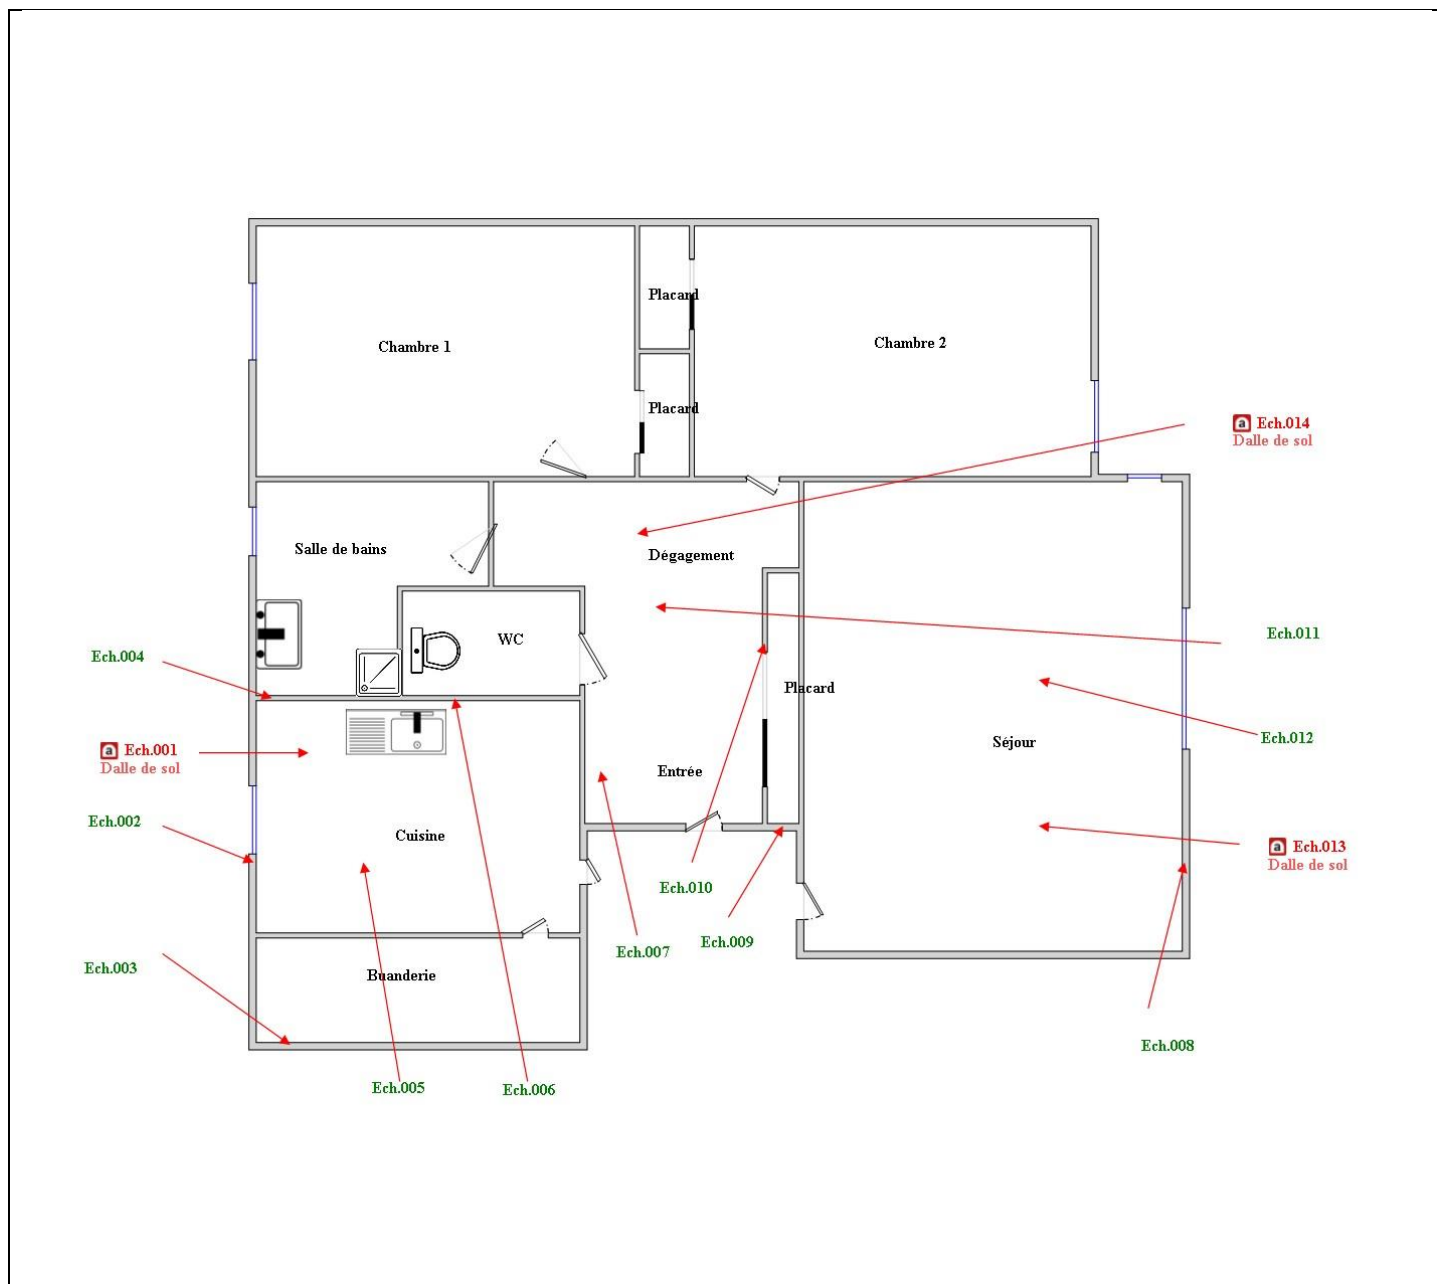 Placard
Chambre 1
Chambre 2
Placard
a Ech.014
Dalle de sol
Salle de bains
Dégagement
WC
Ech.011
Ech.004
Placard
Ech.012
a Ech.001
Dalle de sol
Séjour
Entrée
Ech.002
Cuisine
a Ech.013
Dalle de sol
Ech.010
Ech.009
Ech.007
Ech.003
Buanderie
Ech.008
Ech.005
Ech.006